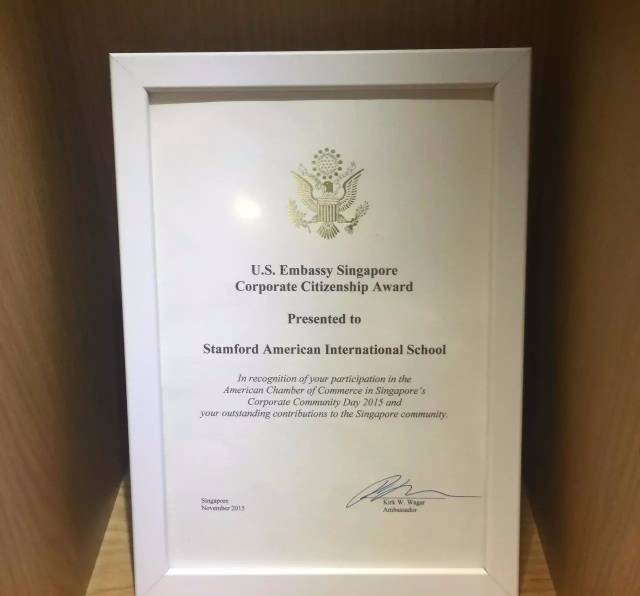 U.S. Embassy Singapore
Corporate Citizenship Award
Presented to
Stamford American International School
In recognition of your participation in the
American Chamber of Commerce in Singapore's
Corporate Community Day 2015 and
your outstanding contributions to the Singapore community.
Singapore
November 2015
Kirk W. Wagar
Ambassador